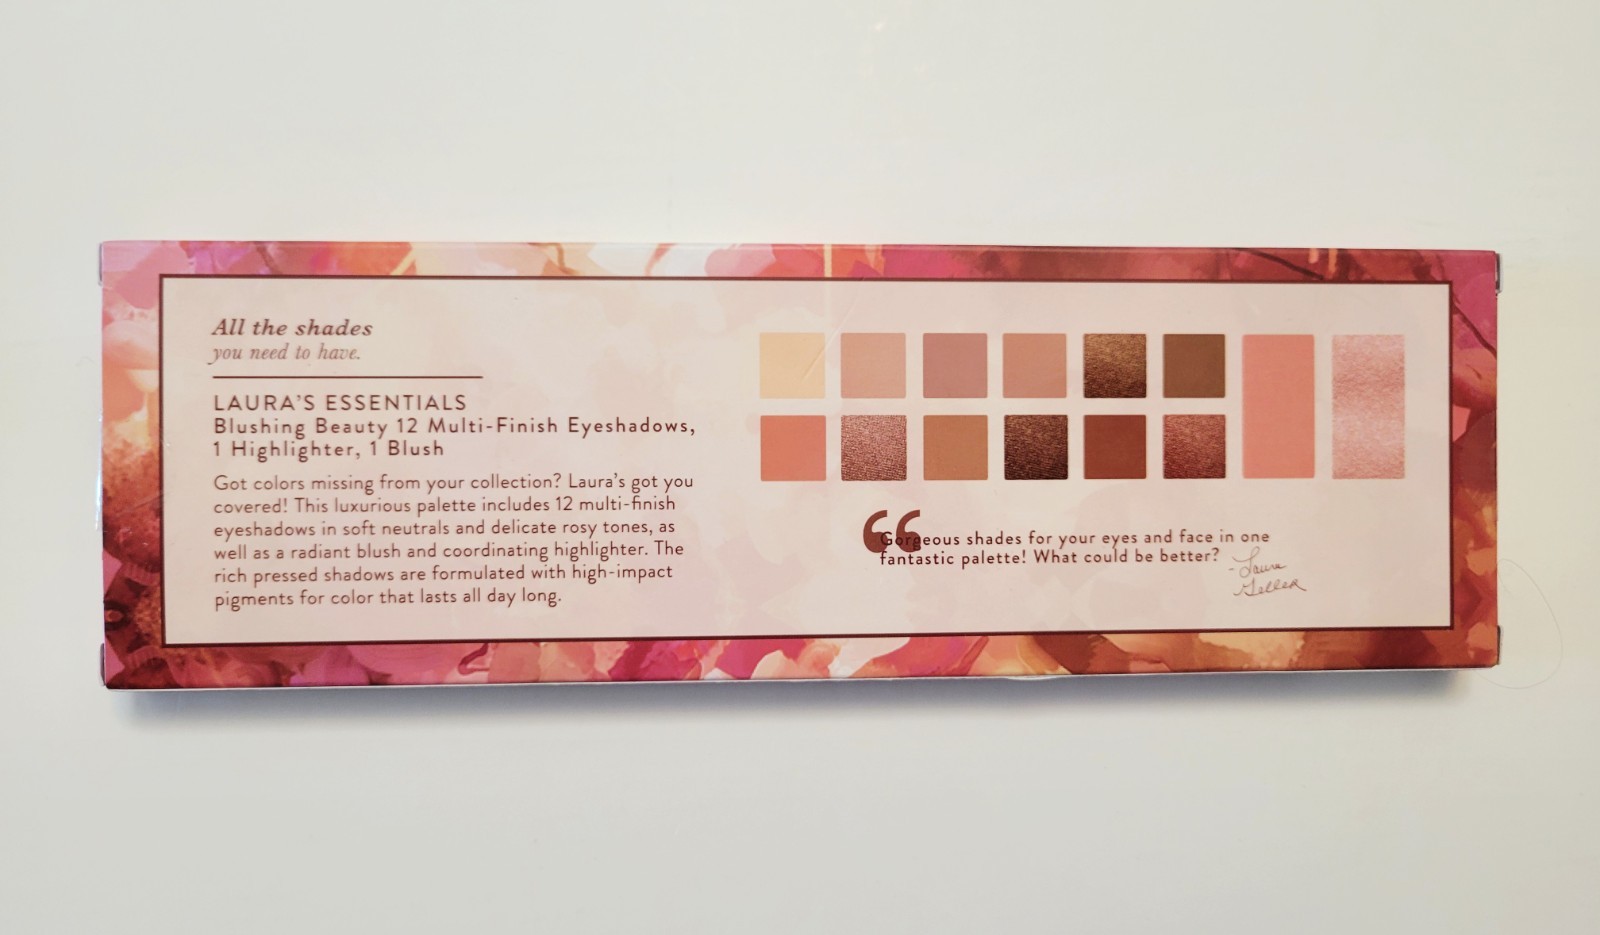 All the shades
you need to have.
LAURA'S ESSENTIALS
Blushing Beauty 12 Multi-Finish Eyeshadows,
1 Highlighter, 1 Blush
Got colors missing from your collection? Laura's got you
covered! This luxurious palette includes 12 multi-finish
eyeshadows in soft neutrals and delicate rosy tones, as
well as a radiant blush and coordinating highlighter. The
rich pressed shadows are formulated with high-impact
pigments for color that lasts all day long.
“
Gorgeous shades for your eyes and face in one
fantastic palette! What could be better?
-Laura
Geller